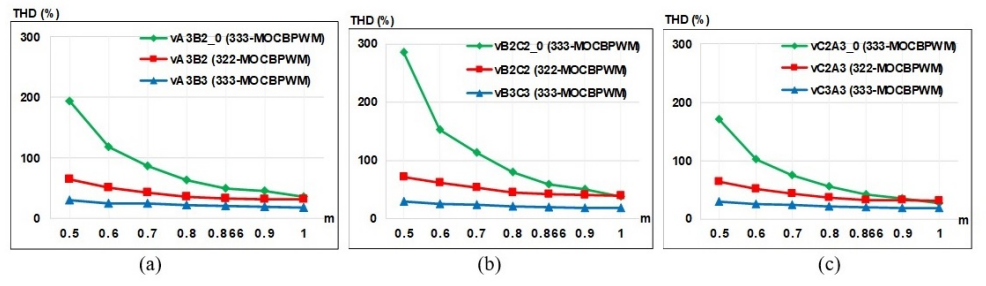 THD (%)
300
200
100
0
vA3B2_0 (333-MOCBPWM)
vA3B2 (322-MOCBPWM)
vA3B3 (333-MOCBPWM)
m
0.5 0.6 0.7 0.8 0.866 0.9 1
(a)
THD (%)
300
200
100
0
vB2C2_0 (333-MOCBPWM)
vB2C2 (322-MOCBPWM)
vB3C3 (333-MOCBPWM)
m
0.5 0.6 0.7 0.8 0.866 0.9 1
(b)
THD (%)
300
200
100
0
vC2A3_0 (333-MOCBPWM)
vC2A3 (322-MOCBPWM)
vC3A3 (333-MOCBPWM)
m
0.5 0.6 0.7 0.8 0.866 0.9 1
(c)